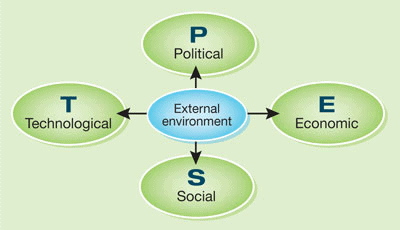 P
Political
T
Technological
External
environment
E
Economic
S
Social